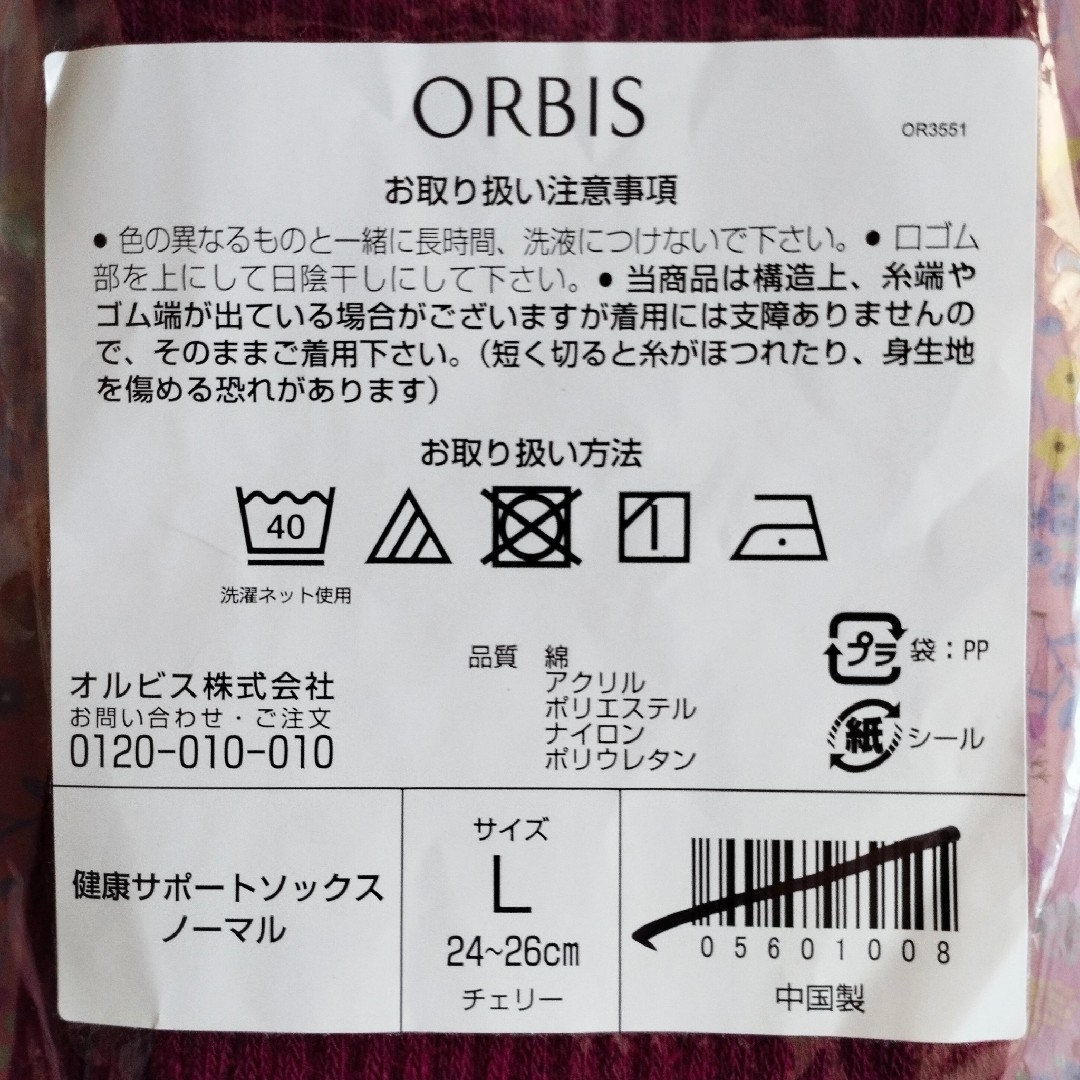 ORBIS
OR3551
お取り扱い注意事項
● 色の異なるものと一緒に長時間、洗液につけないで下さい。● 口ゴム
部を上にして日陰干しにして下さい。● 当商品は構造上、糸端や
ゴム端が出ている場合がございますが着用には支障ありませんの
で、そのままご着用下さい。（短く切ると糸がほつれたり、身生地
を傷める恐れがあります）
お取り扱い方法
40
洗濯ネット使用
プラ 袋：PP
紙 シール
品質 綿
アクリル
ポリエステル
ナイロン
ポリウレタン
オルビス株式会社
お問い合わせ・ご注文
0120-010-010
健康サポートソックス
ノーマル
サイズ
L
24~26cm
チェリー
05601008
中国製